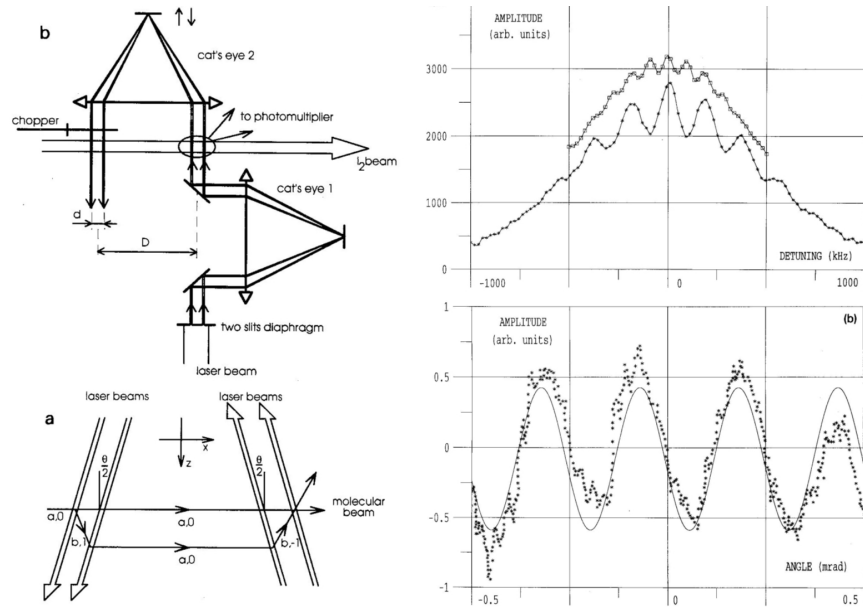 b
cat's eye 2
chopper
to photomultiplier
I2 beam
cat's eye 1
d
D
two slits diaphragm
laser beam
a
laser beams
laser beams
x
z
θ/2
θ/2
molecular beam
a,0
a,0
b,1
a,0
b,-1
AMPLITUDE
(arb. units)
3000
2000
1000
0
DETUNING (kHz)
-1000
0
1000
1
AMPLITUDE
(arb. units)
(b)
0.5
0
-0.5
ANGLE (mrad)
-1
-0.5
0
0.5